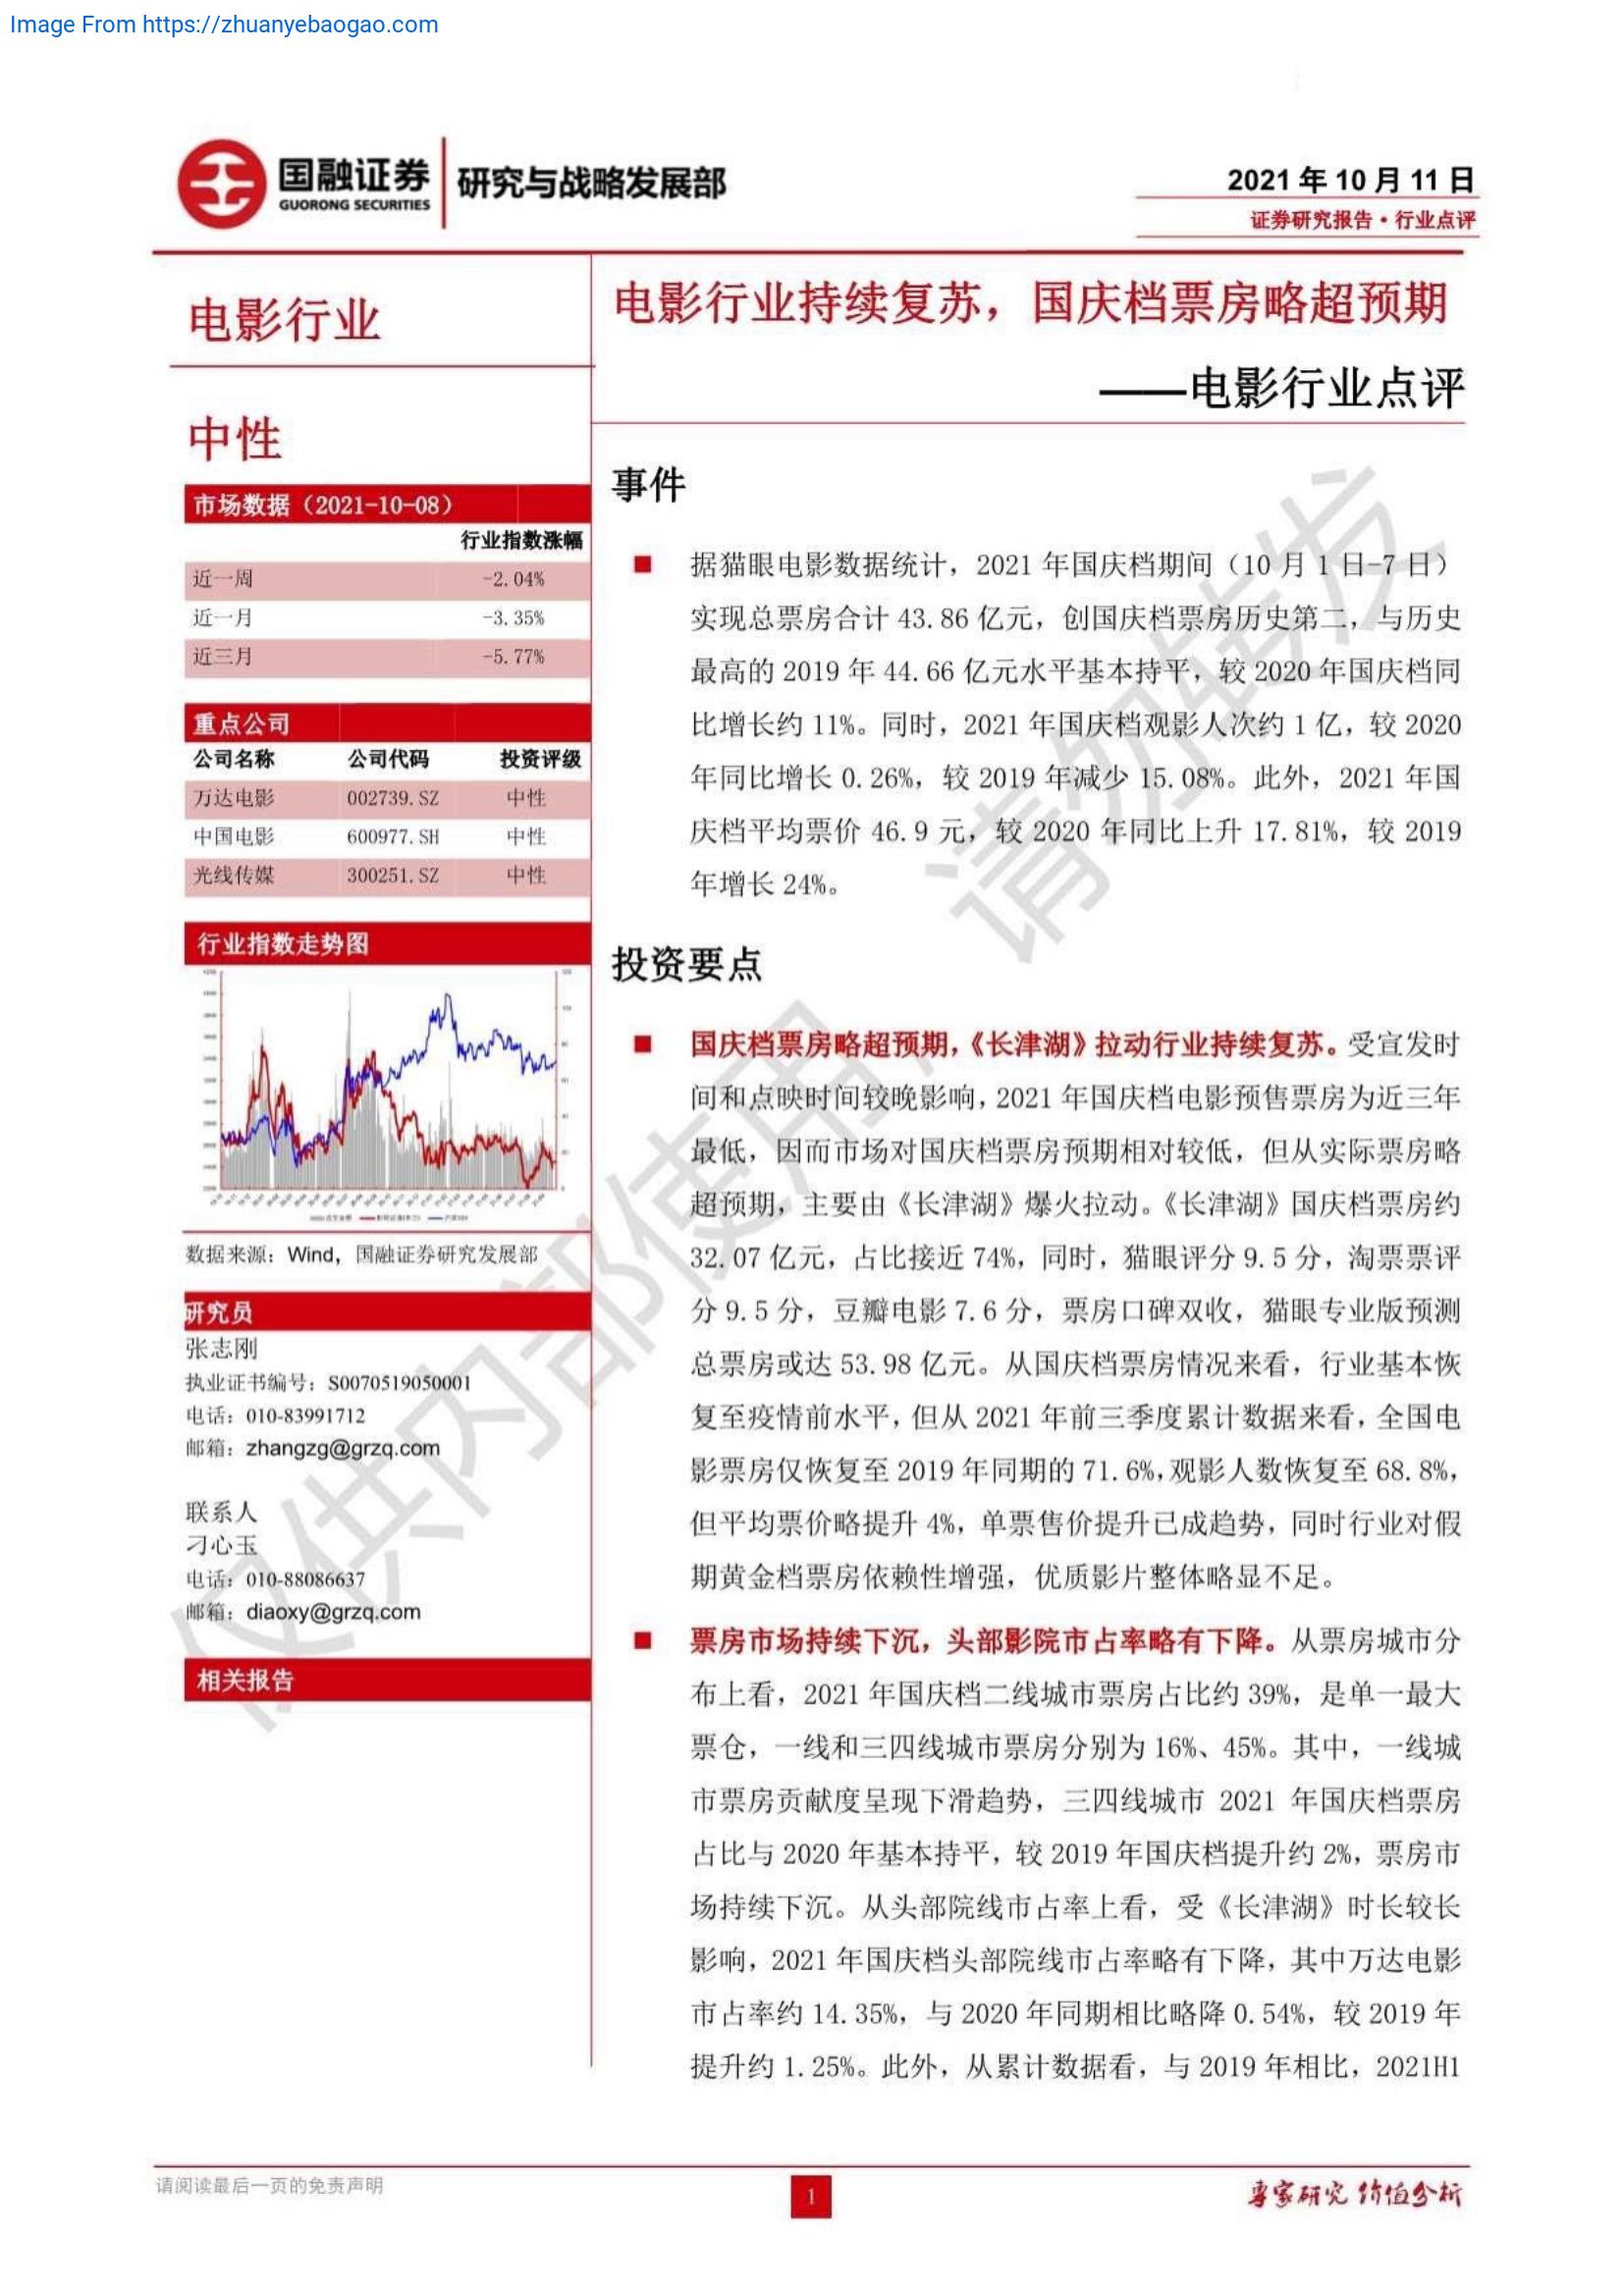 Image From https://zhuanyebaogao.com
国融证券
GUORONG SECURITIES
研究与战略发展部
2021 年 10 月 11 日
证券研究报告·行业点评
电影行业
中性
市场数据（2021-10-08）
行业指数涨幅
近一周 -2.04%
近一月 -3.35%
近三月 -5.77%
重点公司
公司名称 公司代码 投资评级
万达电影 002739.SZ 中性
中国电影 600977.SH 中性
光线传媒 300251.SZ 中性
行业指数走势图
数据来源：Wind，国融证券研究发展部
研究员
张志刚
执业证书编号：S0070519050001
电话：010-83991712
邮箱：zhangzg@grzq.com
联系人
刁心玉
电话：010-88086637
邮箱：diaoxy@grzq.com
相关报告
电影行业持续复苏，国庆档票房略超预期
——电影行业点评
事件
■ 据猫眼电影数据统计，2021 年国庆档期间（10 月 1 日-7 日）
实现总票房合计 43.86 亿元，创国庆档票房历史第二，与历史
最高的 2019 年 44.66 亿元水平基本持平，较 2020 年国庆档同
比增长约 11%。同时，2021 年国庆档观影人次约 1 亿，较 2020
年同比增长 0.26%，较 2019 年减少 15.08%。此外，2021 年国
庆档平均票价 46.9 元，较 2020 年同比上升 17.81%，较 2019
年增长 24%。
投资要点
■ 国庆档票房略超预期，《长津湖》拉动行业持续复苏。受宣发时
间和点映时间较晚影响，2021 年国庆档电影预售票房为近三年
最低，因而市场对国庆档票房预期相对较低，但从实际票房略
超预期，主要由《长津湖》爆火拉动。《长津湖》国庆档票房约
32.07 亿元，占比接近 74%，同时，猫眼评分 9.5 分，淘票票评
分 9.5 分，豆瓣电影 7.6 分，票房口碑双收，猫眼专业版预测
总票房或达 53.98 亿元。从国庆档票房情况来看，行业基本恢
复至疫情前水平，但从 2021 年前三季度累计数据来看，全国电
影票房仅恢复至 2019 年同期的 71.6%，观影人数恢复至 68.8%，
但平均票价略提升 4%，单票售价提升已成趋势，同时行业对假
期黄金档票房依赖性增强，优质影片整体略显不足。
■ 票房市场持续下沉，头部影院市占率略有下降。从票房城市分
布上看，2021 年国庆档二线城市票房占比约 39%，是单一最大
票仓，一线和三四线城市票房分别为 16%、45%。其中，一线城
市票房贡献度呈现下滑趋势，三四线城市 2021 年国庆档票房
占比与 2020 年基本持平，较 2019 年国庆档提升约 2%，票房市
场持续下沉。从头部院线市占率上看，受《长津湖》时长较长
影响，2021 年国庆档头部院线市占率略有下降，其中万达电影
市占率约 14.35%，与 2020 年同期相比略降 0.54%，较 2019 年
提升约 1.25%。此外，从累计数据看，与 2019 年相比，2021H1
仅供内部使用，请勿转发
请阅读最后一页的免责声明
1
专家研究 价值分析